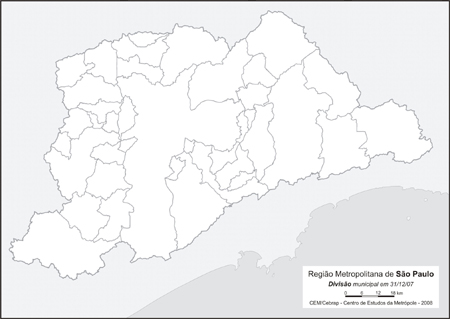 Região Metropolitana de São Paulo
Divisão municipal em 31/12/07
0 6 12 18 km
CEM/Cebrap - Centro de Estudos da Metrópole - 2008